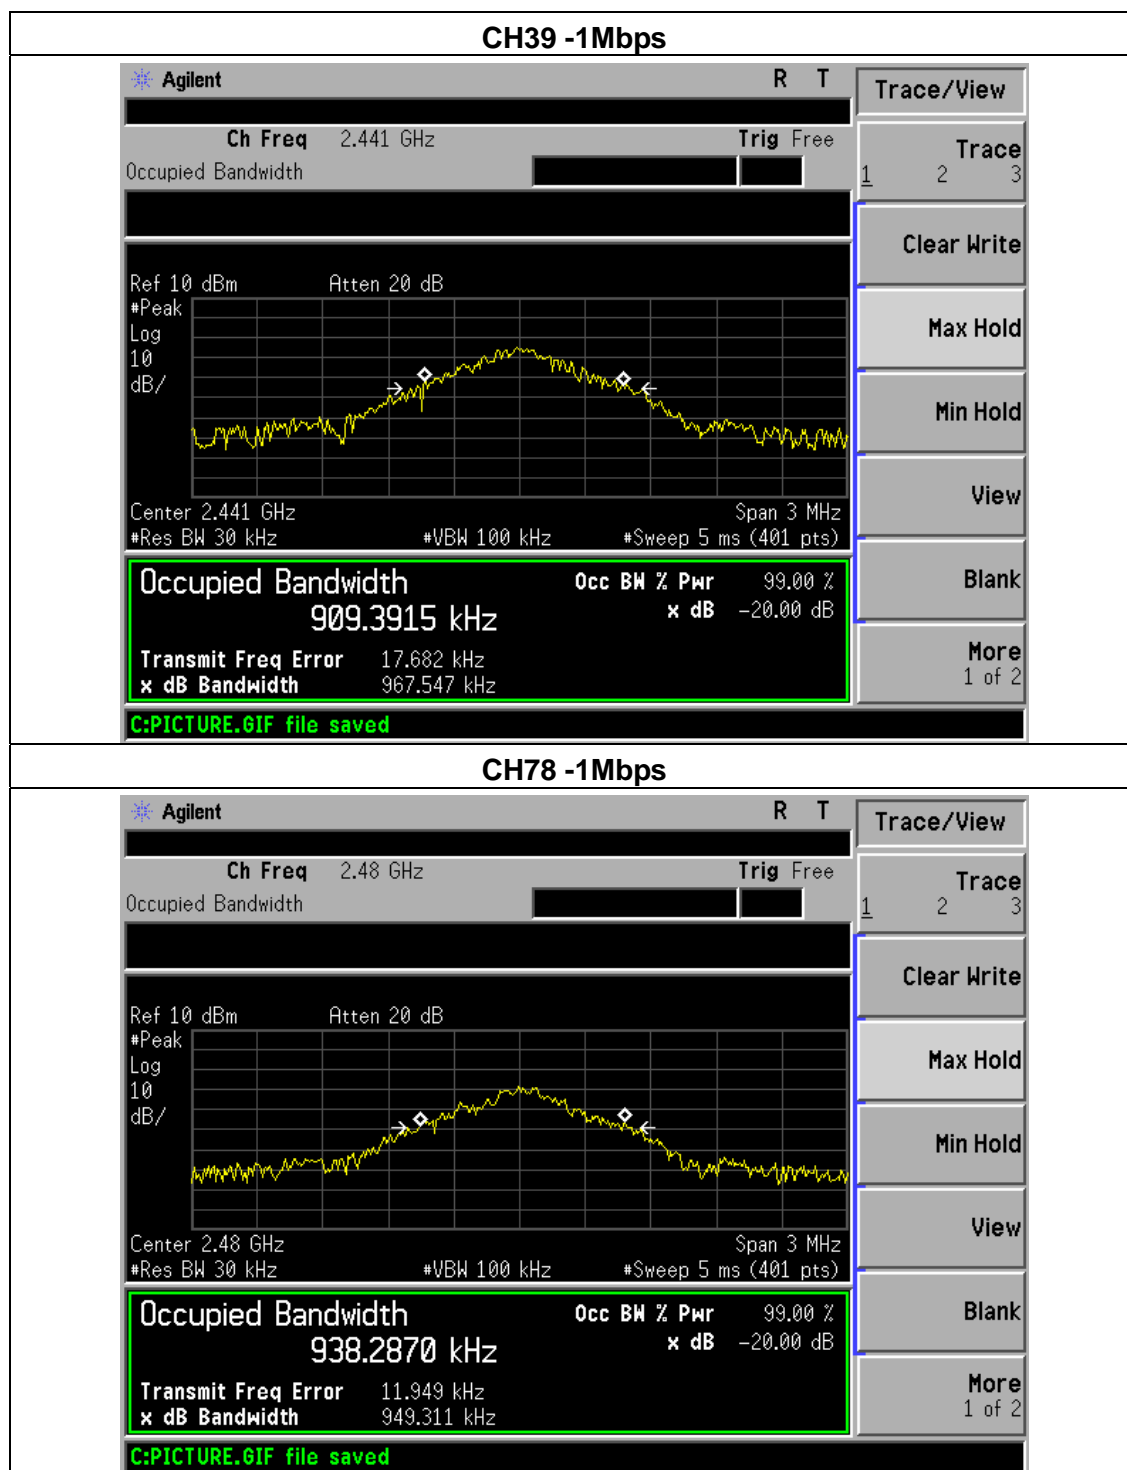 CH39 -1Mbps
Agilent R T
Trace/View
Ch Freq 2.441 GHz Trig Free
Occupied Bandwidth
Trace
1 2 3
Clear Write
Ref 10 dBm Atten 20 dB
#Peak
Log
10
dB/
Max Hold
Min Hold
View
Center 2.441 GHz Span 3 MHz
#Res BW 30 kHz #VBW 100 kHz #Sweep 5 ms (401 pts)
Occupied Bandwidth Occ BW % Pwr 99.00 %
909.3915 kHz x dB -20.00 dB
Blank
Transmit Freq Error 17.682 kHz
x dB Bandwidth 967.547 kHz
More
1 of 2
C:PICTURE.GIF file saved
CH78 -1Mbps
Agilent R T
Trace/View
Ch Freq 2.48 GHz Trig Free
Occupied Bandwidth
Trace
1 2 3
Clear Write
Ref 10 dBm Atten 20 dB
#Peak
Log
10
dB/
Max Hold
Min Hold
View
Center 2.48 GHz Span 3 MHz
#Res BW 30 kHz #VBW 100 kHz #Sweep 5 ms (401 pts)
Occupied Bandwidth Occ BW % Pwr 99.00 %
938.2870 kHz x dB -20.00 dB
Blank
Transmit Freq Error 11.949 kHz
x dB Bandwidth 949.311 kHz
More
1 of 2
C:PICTURE.GIF file saved